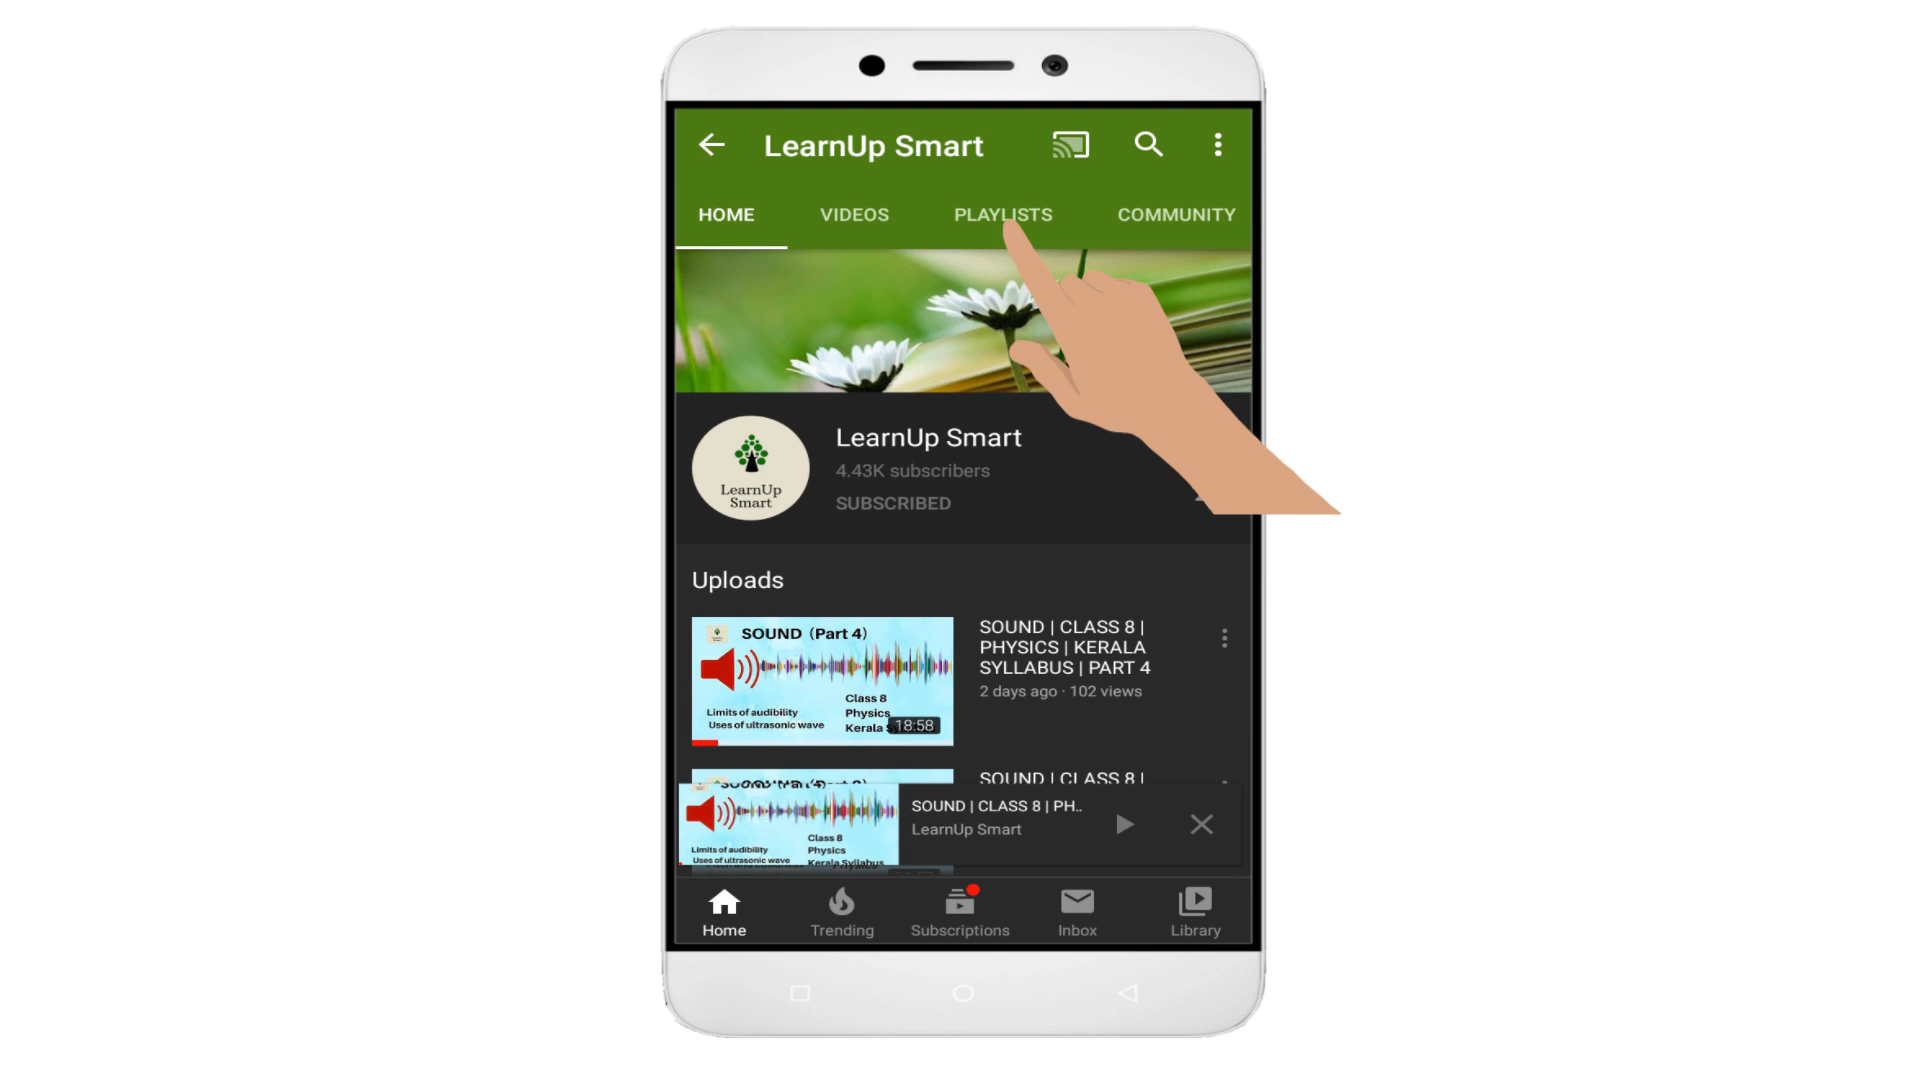 LearnUp Smart
HOME VIDEOS PLAYLISTS COMMUNITY
LearnUp
Smart
LearnUp Smart
4.43K subscribers
SUBSCRIBED
Uploads
SOUND (Part 4)
Limits of audibility
Uses of ultrasonic wave
Class 8
Physics
Kerala
18:58
SOUND | CLASS 8 |
PHYSICS | KERALA
SYLLABUS | PART 4
2 days ago · 102 views
SOUND | CLASS 8 |
Class 8
Physics
Kerala Syllabus
Limits of audibility
Uses of ultrasonic wave
SOUND | CLASS 8 | PH..
LearnUp Smart
Home Trending Subscriptions Inbox Library